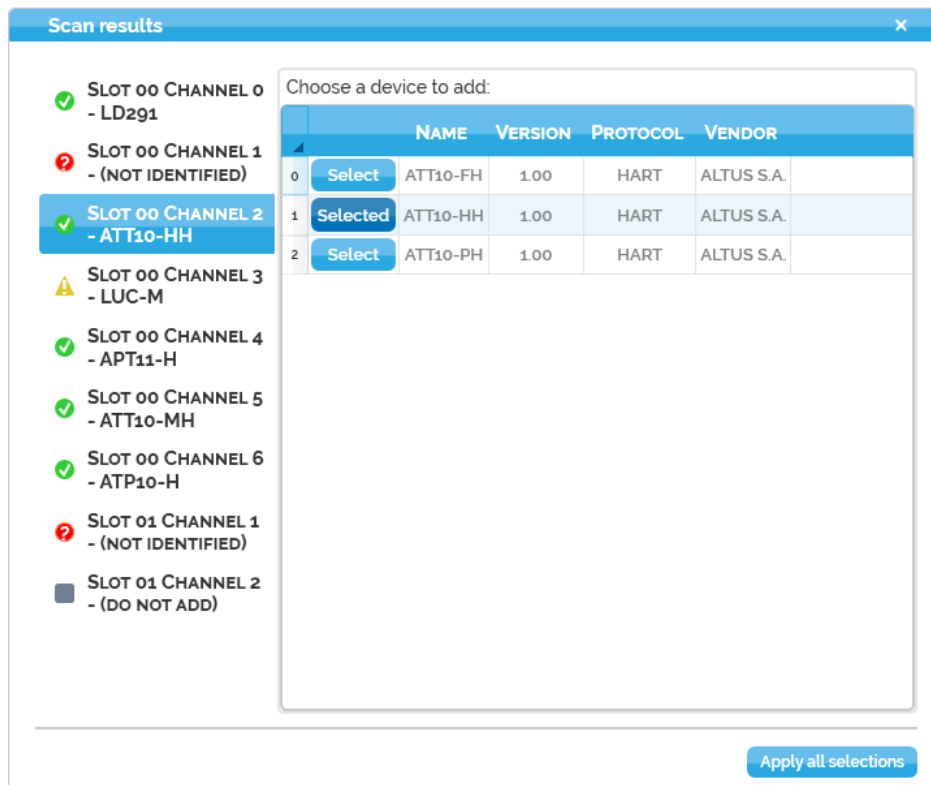 Scan results ×
SLOT 00 CHANNEL 0
- LD291
SLOT 00 CHANNEL 1
- (NOT IDENTIFIED)
SLOT 00 CHANNEL 2
- ATT10-HH
SLOT 00 CHANNEL 3
- LUC-M
SLOT 00 CHANNEL 4
- APT11-H
SLOT 00 CHANNEL 5
- ATT10-MH
SLOT 00 CHANNEL 6
- ATP10-H
SLOT 01 CHANNEL 1
- (NOT IDENTIFIED)
SLOT 01 CHANNEL 2
- (DO NOT ADD)
Choose a device to add:
NAME VERSION PROTOCOL VENDOR
0 Select ATT10-FH 1.00 HART ALTUS S.A.
1 Selected ATT10-HH 1.00 HART ALTUS S.A.
2 Select ATT10-PH 1.00 HART ALTUS S.A.
Apply all selections